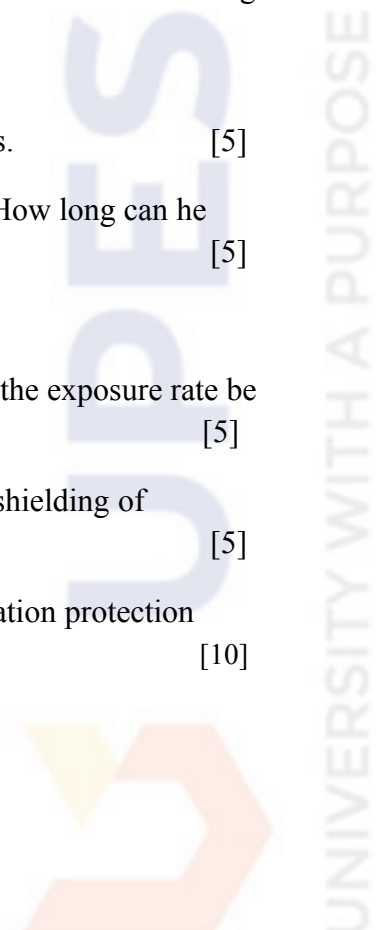 s. [5]
How long can he
[5]
the exposure rate be
[5]
shielding of
[5]
ation protection
[10]
UPES
UNIVERSITY WITH A PURPOSE